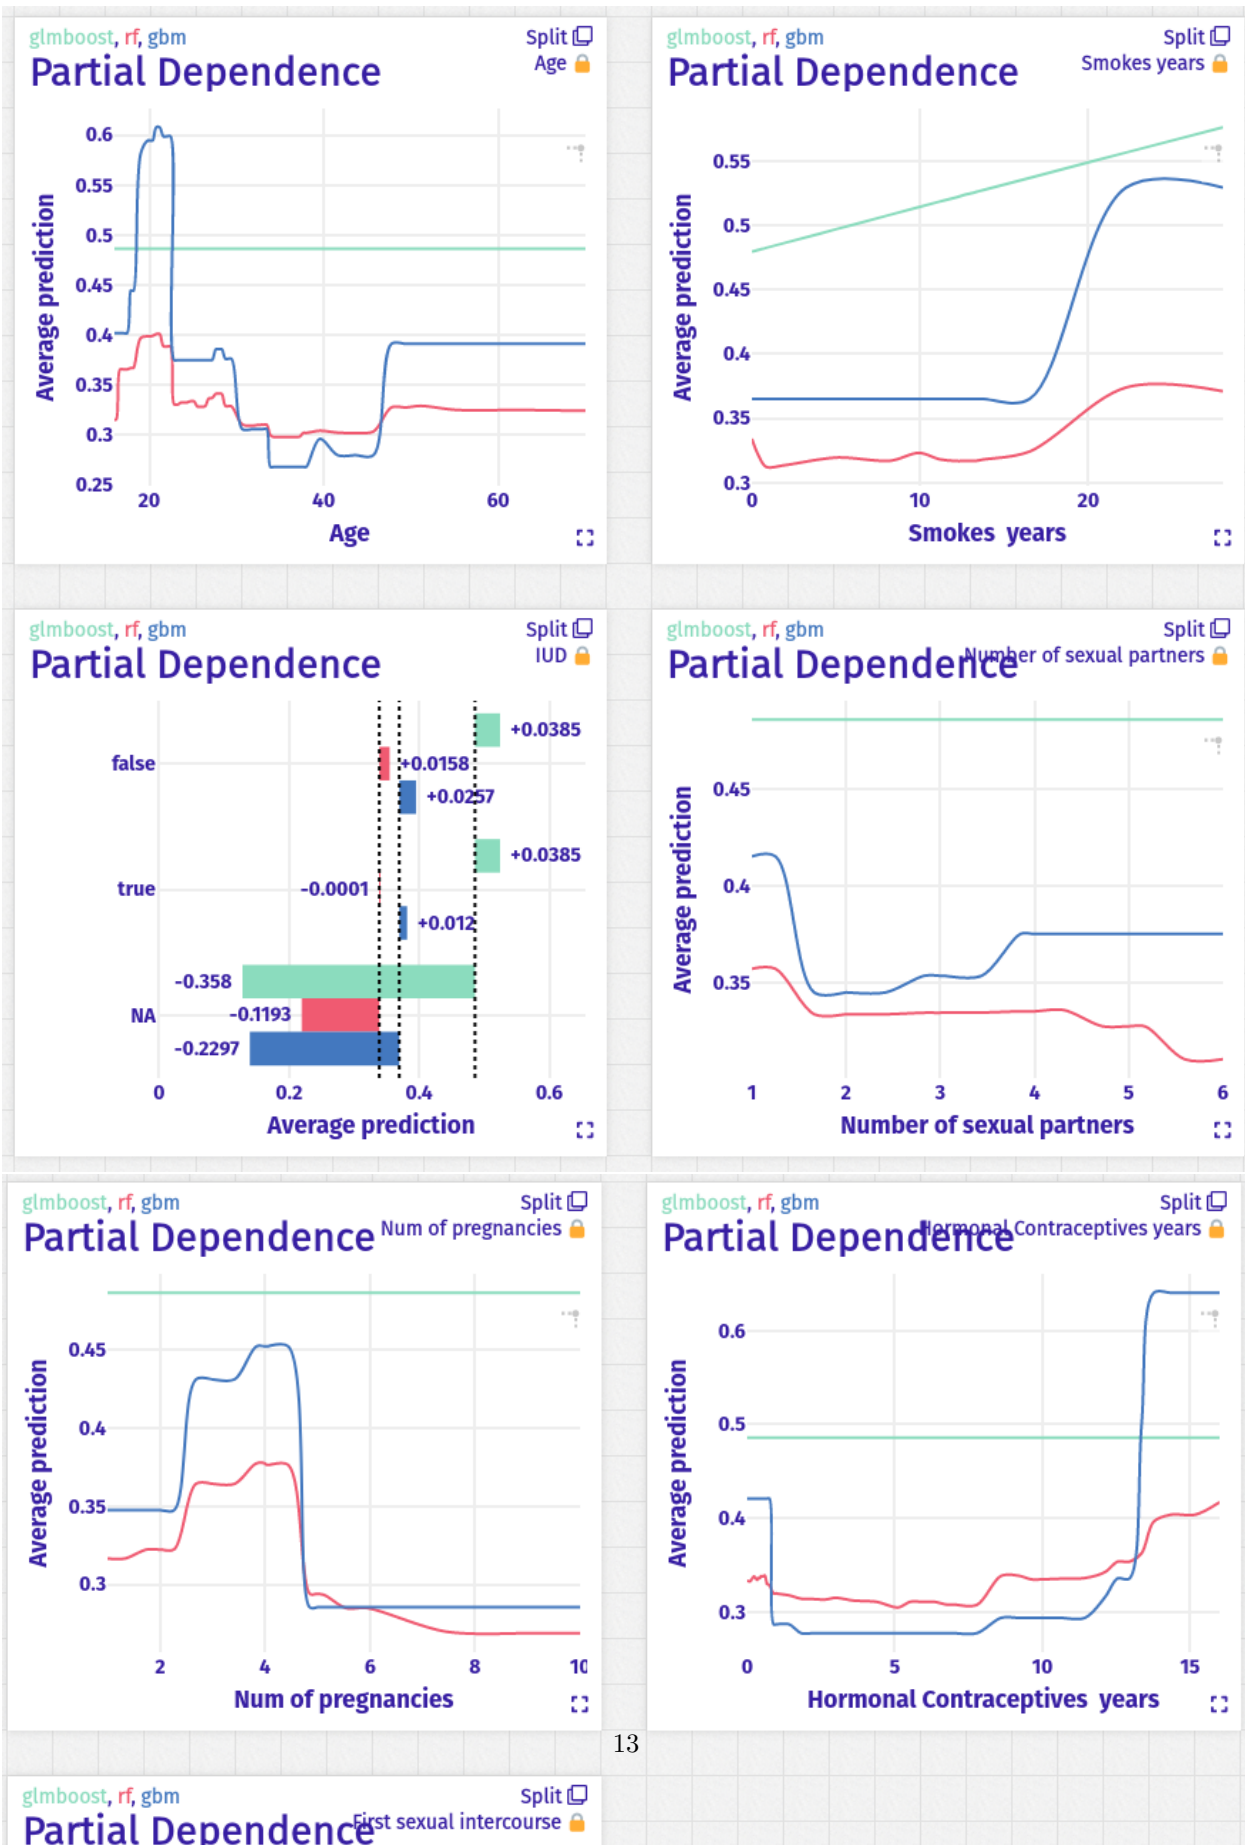 glmboost, rf, gbm
Split
Partial Dependence
Age
Average prediction
0.6
0.55
0.5
0.45
0.4
0.35
0.3
0.25
20
40
60
Age
glmboost, rf, gbm
Split
Partial Dependence
Smokes years
Average prediction
0.55
0.5
0.45
0.4
0.35
0.3
0
10
20
Smokes years
glmboost, rf, gbm
Split
Partial Dependence
IUD
+0.0385
false
+0.0158
+0.0257
+0.0385
true
-0.0001
+0.012
-0.358
NA
-0.1193
-0.2297
0
0.2
0.4
0.6
Average prediction
glmboost, rf, gbm
Split
Partial Dependence
Number of sexual partners
Average prediction
0.45
0.4
0.35
1
2
3
4
5
6
Number of sexual partners
glmboost, rf, gbm
Split
Partial Dependence
Num of pregnancies
Average prediction
0.45
0.4
0.35
0.3
2
4
6
8
10
Num of pregnancies
glmboost, rf, gbm
Split
Partial Dependence
Hormonal Contraceptives years
Average prediction
0.6
0.5
0.4
0.3
0
5
10
15
Hormonal Contraceptives years
13
glmboost, rf, gbm
Split
Partial Dependence
First sexual intercourse